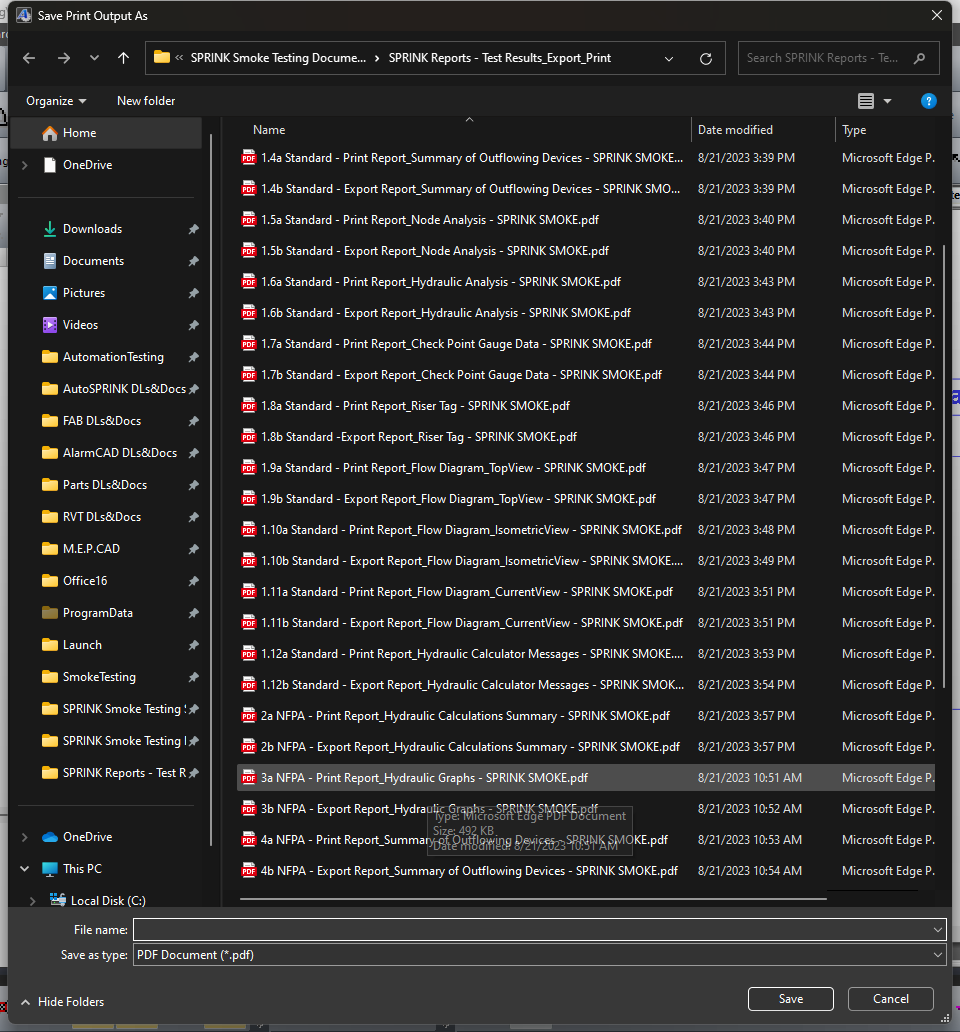 Save Print Output As
« SPRINK Smoke Testing Docume... › SPRINK Reports - Test Results_Export_Print
Search SPRINK Reports - Te...
Organize
New folder
?
Home
OneDrive
Downloads
Documents
Pictures
Videos
AutomationTesting
AutoSPRINK DLs&Docs
FAB DLs&Docs
AlarmCAD DLs&Docs
Parts DLs&Docs
RVT DLs&Docs
M.E.P.CAD
Office16
ProgramData
Launch
SmokeTesting
SPRINK Smoke Testing
SPRINK Smoke Testing
SPRINK Reports - Test R
OneDrive
This PC
Local Disk (C:)
Name Date modified Type
PDF 1.4a Standard - Print Report_Summary of Outflowing Devices - SPRINK SMOKE... 8/21/2023 3:39 PM Microsoft Edge P.
PDF 1.4b Standard - Export Report_Summary of Outflowing Devices - SPRINK SMO... 8/21/2023 3:39 PM Microsoft Edge P.
PDF 1.5a Standard - Print Report_Node Analysis - SPRINK SMOKE.pdf 8/21/2023 3:40 PM Microsoft Edge P.
PDF 1.5b Standard - Export Report_Node Analysis - SPRINK SMOKE.pdf 8/21/2023 3:40 PM Microsoft Edge P.
PDF 1.6a Standard - Print Report_Hydraulic Analysis - SPRINK SMOKE.pdf 8/21/2023 3:43 PM Microsoft Edge P.
PDF 1.6b Standard - Export Report_Hydraulic Analysis - SPRINK SMOKE.pdf 8/21/2023 3:43 PM Microsoft Edge P.
PDF 1.7a Standard - Print Report_Check Point Gauge Data - SPRINK SMOKE.pdf 8/21/2023 3:44 PM Microsoft Edge P.
PDF 1.7b Standard - Export Report_Check Point Gauge Data - SPRINK SMOKE.pdf 8/21/2023 3:44 PM Microsoft Edge P.
PDF 1.8a Standard - Print Report_Riser Tag - SPRINK SMOKE.pdf 8/21/2023 3:46 PM Microsoft Edge P.
PDF 1.8b Standard -Export Report_Riser Tag - SPRINK SMOKE.pdf 8/21/2023 3:46 PM Microsoft Edge P.
PDF 1.9a Standard - Print Report_Flow Diagram_TopView - SPRINK SMOKE.pdf 8/21/2023 3:47 PM Microsoft Edge P.
PDF 1.9b Standard - Export Report_Flow Diagram_TopView - SPRINK SMOKE.pdf 8/21/2023 3:47 PM Microsoft Edge P.
PDF 1.10a Standard - Print Report_Flow Diagram_IsometricView - SPRINK SMOKE.pdf 8/21/2023 3:48 PM Microsoft Edge P.
PDF 1.10b Standard - Export Report_Flow Diagram_IsometricView - SPRINK SMOKE.... 8/21/2023 3:49 PM Microsoft Edge P.
PDF 1.11a Standard - Print Report_Flow Diagram_CurrentView - SPRINK SMOKE.pdf 8/21/2023 3:51 PM Microsoft Edge P.
PDF 1.11b Standard - Export Report_Flow Diagram_CurrentView - SPRINK SMOKE.pdf 8/21/2023 3:51 PM Microsoft Edge P.
PDF 1.12a Standard - Print Report_Hydraulic Calculator Messages - SPRINK SMOKE.... 8/21/2023 3:53 PM Microsoft Edge P.
PDF 1.12b Standard - Export Report_Hydraulic Calculator Messages - SPRINK SMOK... 8/21/2023 3:54 PM Microsoft Edge P.
PDF 2a NFPA - Print Report_Hydraulic Calculations Summary - SPRINK SMOKE.pdf 8/21/2023 3:57 PM Microsoft Edge P.
PDF 2b NFPA - Export Report_Hydraulic Calculations Summary - SPRINK SMOKE.pdf 8/21/2023 3:57 PM Microsoft Edge P.
PDF 3a NFPA - Print Report_Hydraulic Graphs - SPRINK SMOKE.pdf 8/21/2023 10:51 AM Microsoft Edge P.
PDF 3b NFPA - Export Report_Hydraulic Graphs - SPRINK SMOKE.pdf 8/21/2023 10:52 AM Microsoft Edge P.
Type: Microsoft Edge PDF Document
Size: 492 KB
Date modified: 8/21/2023 10:51 AM
PDF 4a NFPA - Print Report_Summary of Outflowing Devices - SPRINK SMOKE.pdf 8/21/2023 10:53 AM Microsoft Edge P.
PDF 4b NFPA - Export Report_Summary of Outflowing Devices - SPRINK SMOKE.pdf 8/21/2023 10:54 AM Microsoft Edge P.
File name:
Save as type: PDF Document (*.pdf)
Hide Folders
Save
Cancel